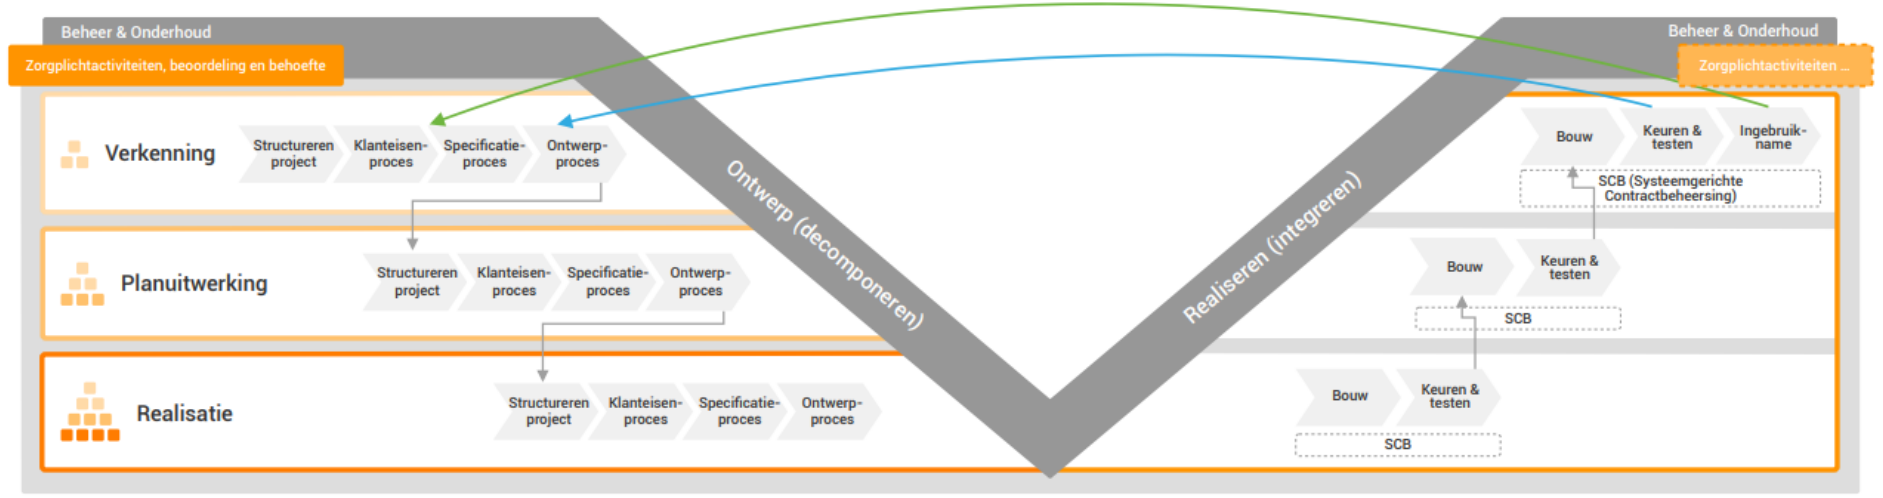 Beheer & Onderhoud
Zorgplichtactiviteiten, beoordeling en behoefte
Verkenning
Structureren
project
Klanteisen-
proces
Specificatie-
proces
Ontwerp-
proces
Planuitwerking
Structureren
project
Klanteisen-
proces
Specificatie-
proces
Ontwerp-
proces
Realisatie
Structureren
project
Klanteisen-
proces
Specificatie-
proces
Ontwerp-
proces
Ontwerp (decomponeren)
Realiseren (integreren)
Beheer & Onderhoud
Zorgplichtactiviteiten ...
Bouw
Keuren &
testen
Ingebruik-
name
SCB (Systeemgerichte
Contractbeheersing)
Bouw
Keuren &
testen
SCB
Bouw
Keuren &
testen
SCB